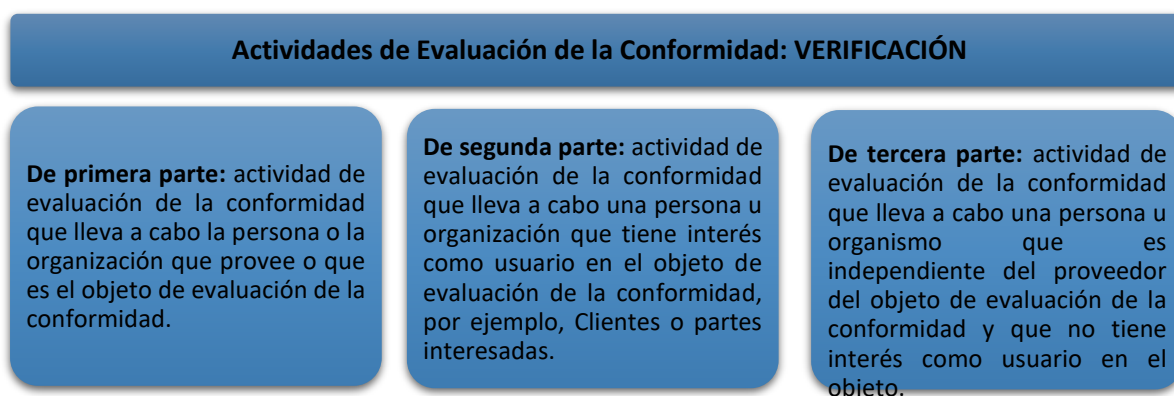 Actividades de Evaluación de la Conformidad: VERIFICACIÓN
De primera parte: actividad de
evaluación de la conformidad
que lleva a cabo la persona o la
organización que provee o que
es el objeto de evaluación de la
conformidad.
De segunda parte: actividad de
evaluación de la conformidad
que lleva a cabo una persona u
organización que tiene interés
como usuario en el objeto de
evaluación de la conformidad,
por ejemplo, Clientes o partes
interesadas.
De tercera parte: actividad de
evaluación de la conformidad
que lleva a cabo una persona u
organismo que es
independiente del proveedor
del objeto de evaluación de la
conformidad y que no tiene
interés como usuario en el
objeto.